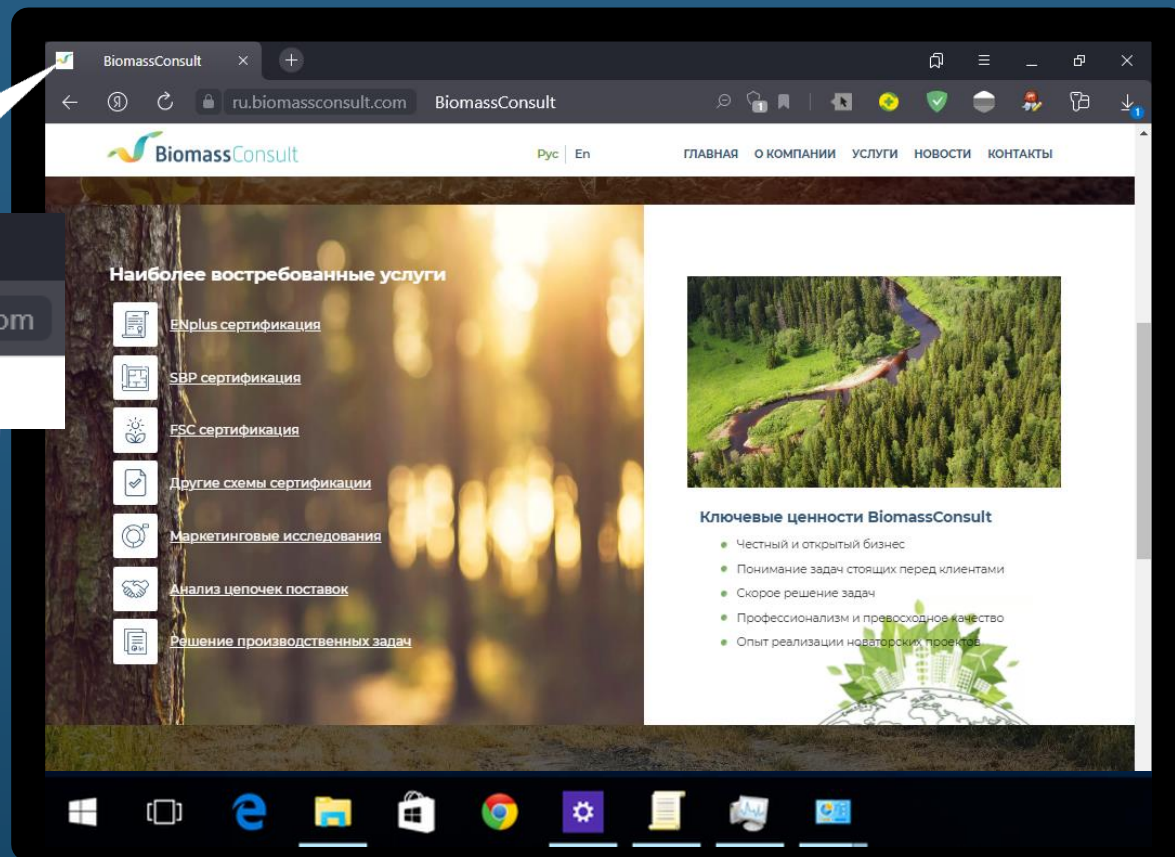 BiomassConsult
ru.biomassconsult.com BiomassConsult
1
1
BiomassConsult
Рус En
ГЛАВНАЯ О КОМПАНИИ УСЛУГИ НОВОСТИ КОНТАКТЫ
om
Наиболее востребованные услуги
ENplus сертификация
SBP сертификация
FSC сертификация
Другие схемы сертификации
Маркетинговые исследования
Анализ цепочек поставок
Решение производственных задач
Ключевые ценности BiomassConsult
Честный и открытый бизнес
Понимание задач стоящих перед клиентами
Скорое решение задач
Профессионализм и превосходное качество
Опыт реализации новаторских проектов